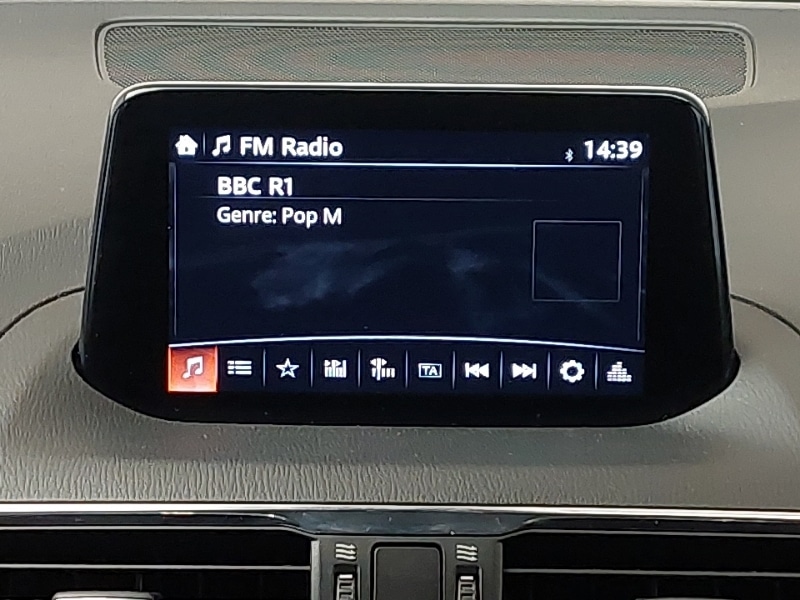 FM Radio 14:39
BBC R1
Genre: Pop M
TA